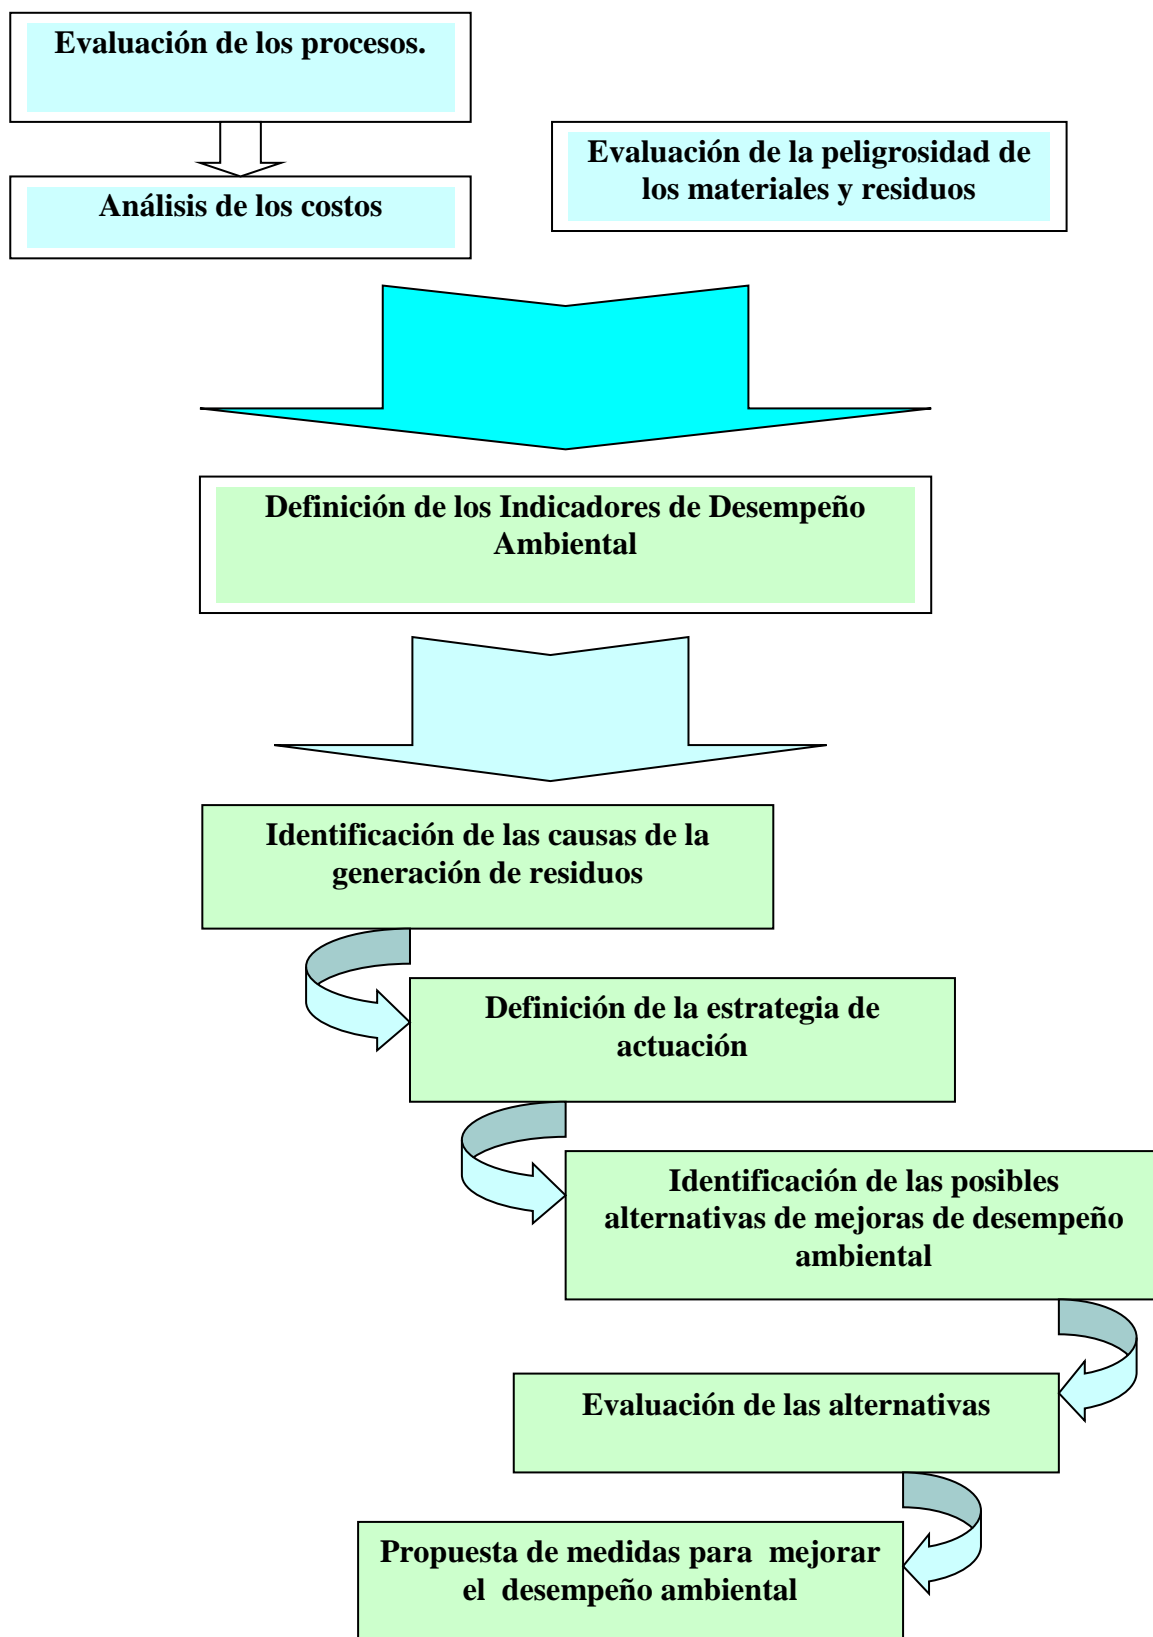 Evaluación de los procesos.
Evaluación de la peligrosidad de
los materiales y residuos
Análisis de los costos
Definición de los Indicadores de Desempeño
Ambiental
Identificación de las causas de la
generación de residuos
Definición de la estrategia de
actuación
Identificación de las posibles
alternativas de mejoras de desempeño
ambiental
Evaluación de las alternativas
Propuesta de medidas para  mejorar
el  desempeño ambiental